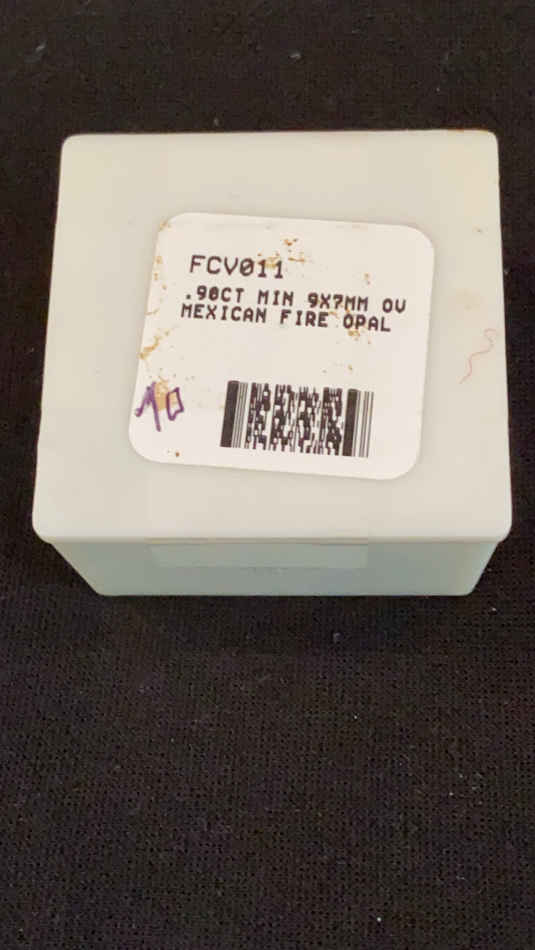 FCV011
.90CT MIN 9X7MM OV
MEXICAN FIRE OPAL
10